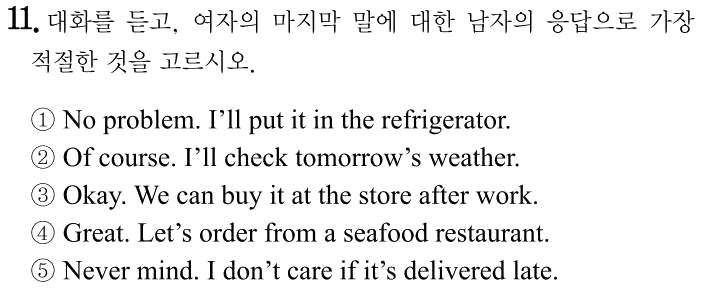 11. 대화를 듣고, 여자의 마지막 말에 대한 남자의 응답으로 가장
적절한 것을 고르시오.
① No problem. I’ll put it in the refrigerator.
② Of course. I’ll check tomorrow’s weather.
③ Okay. We can buy it at the store after work.
④ Great. Let’s order from a seafood restaurant.
⑤ Never mind. I don’t care if it’s delivered late.